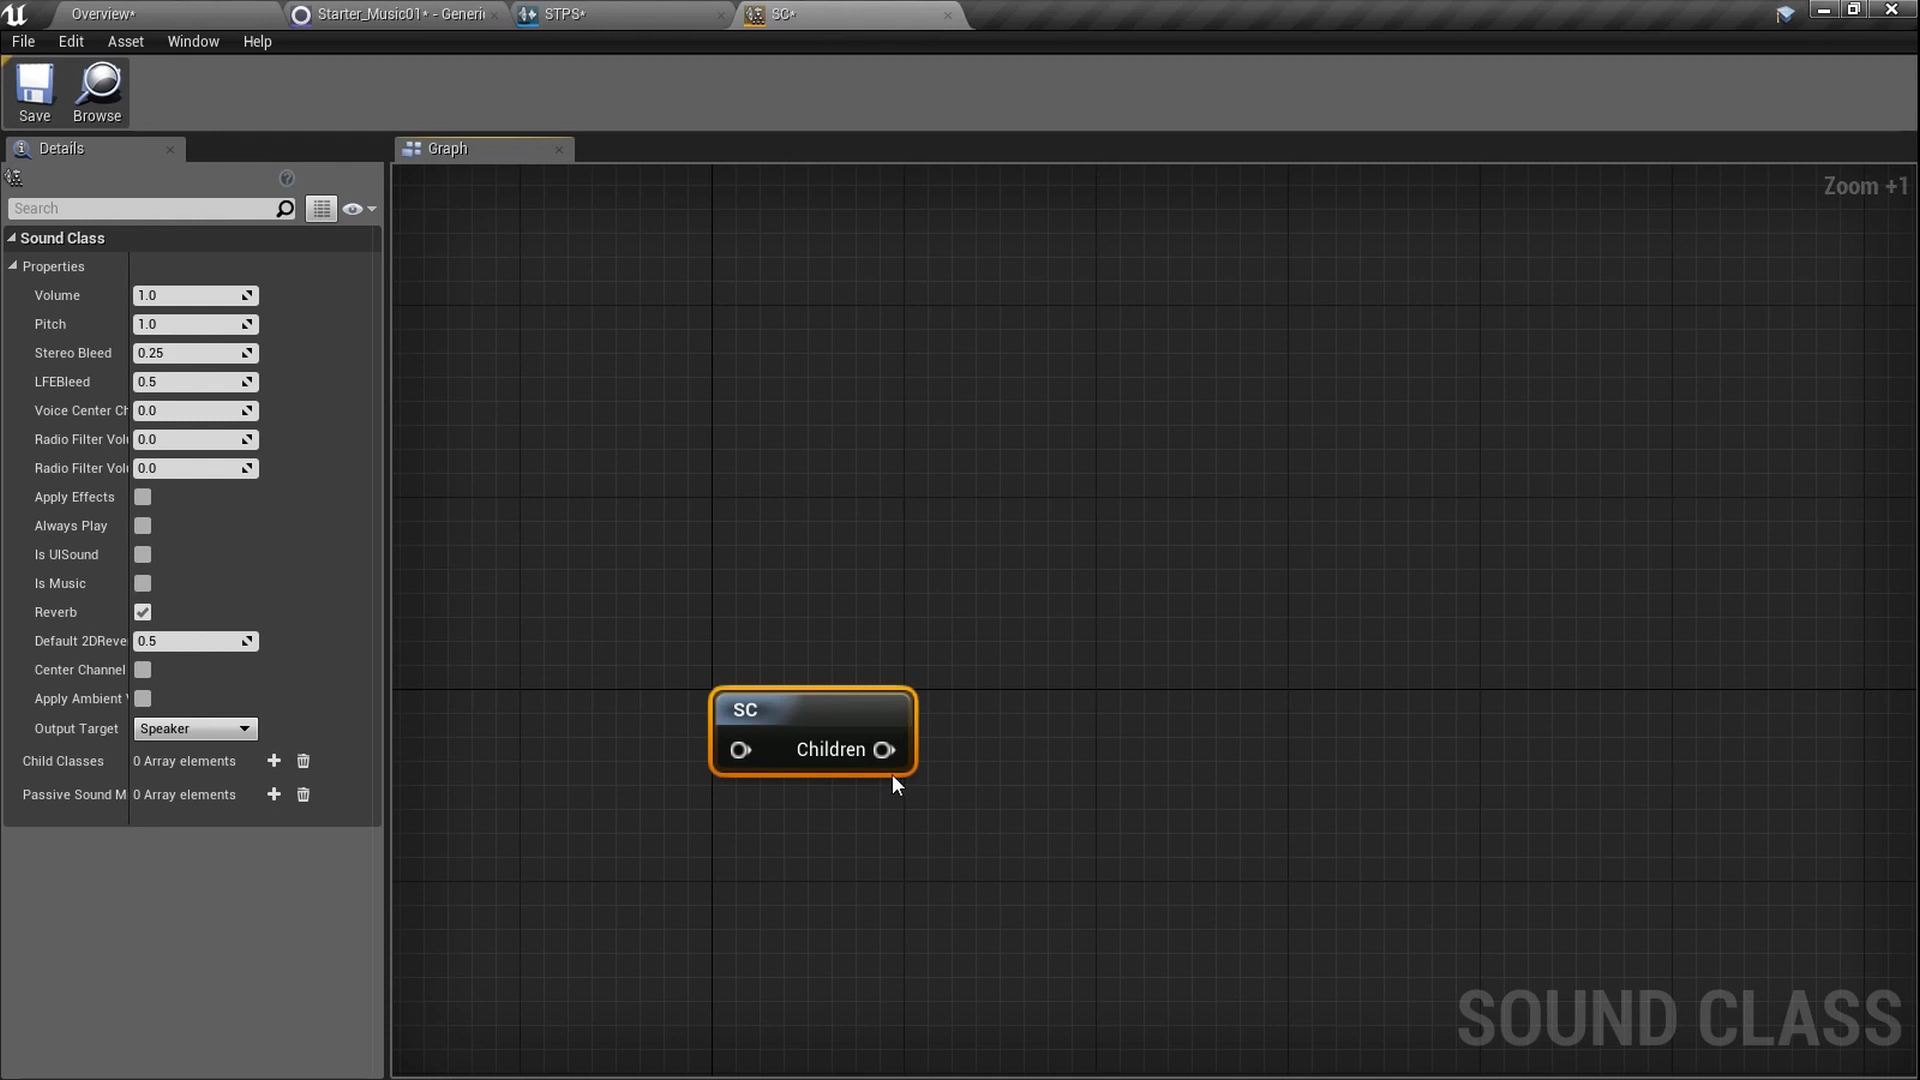 Overview*
Starter_Music01* - Generic
STPS*
SC*
File Edit Asset Window Help
Save Browse
Details
Graph
Zoom +1
Search
Sound Class
Properties
Volume 1.0
Pitch 1.0
Stereo Bleed 0.25
LFEBleed 0.5
Voice Center Ch 0.0
Radio Filter Volu 0.0
Radio Filter Volu 0.0
Apply Effects
Always Play
Is UISound
Is Music
Reverb
Default 2DReve 0.5
Center Channel
Apply Ambient V
Output Target Speaker
Child Classes 0 Array elements
Passive Sound M 0 Array elements
SC
Children
SOUND CLASS